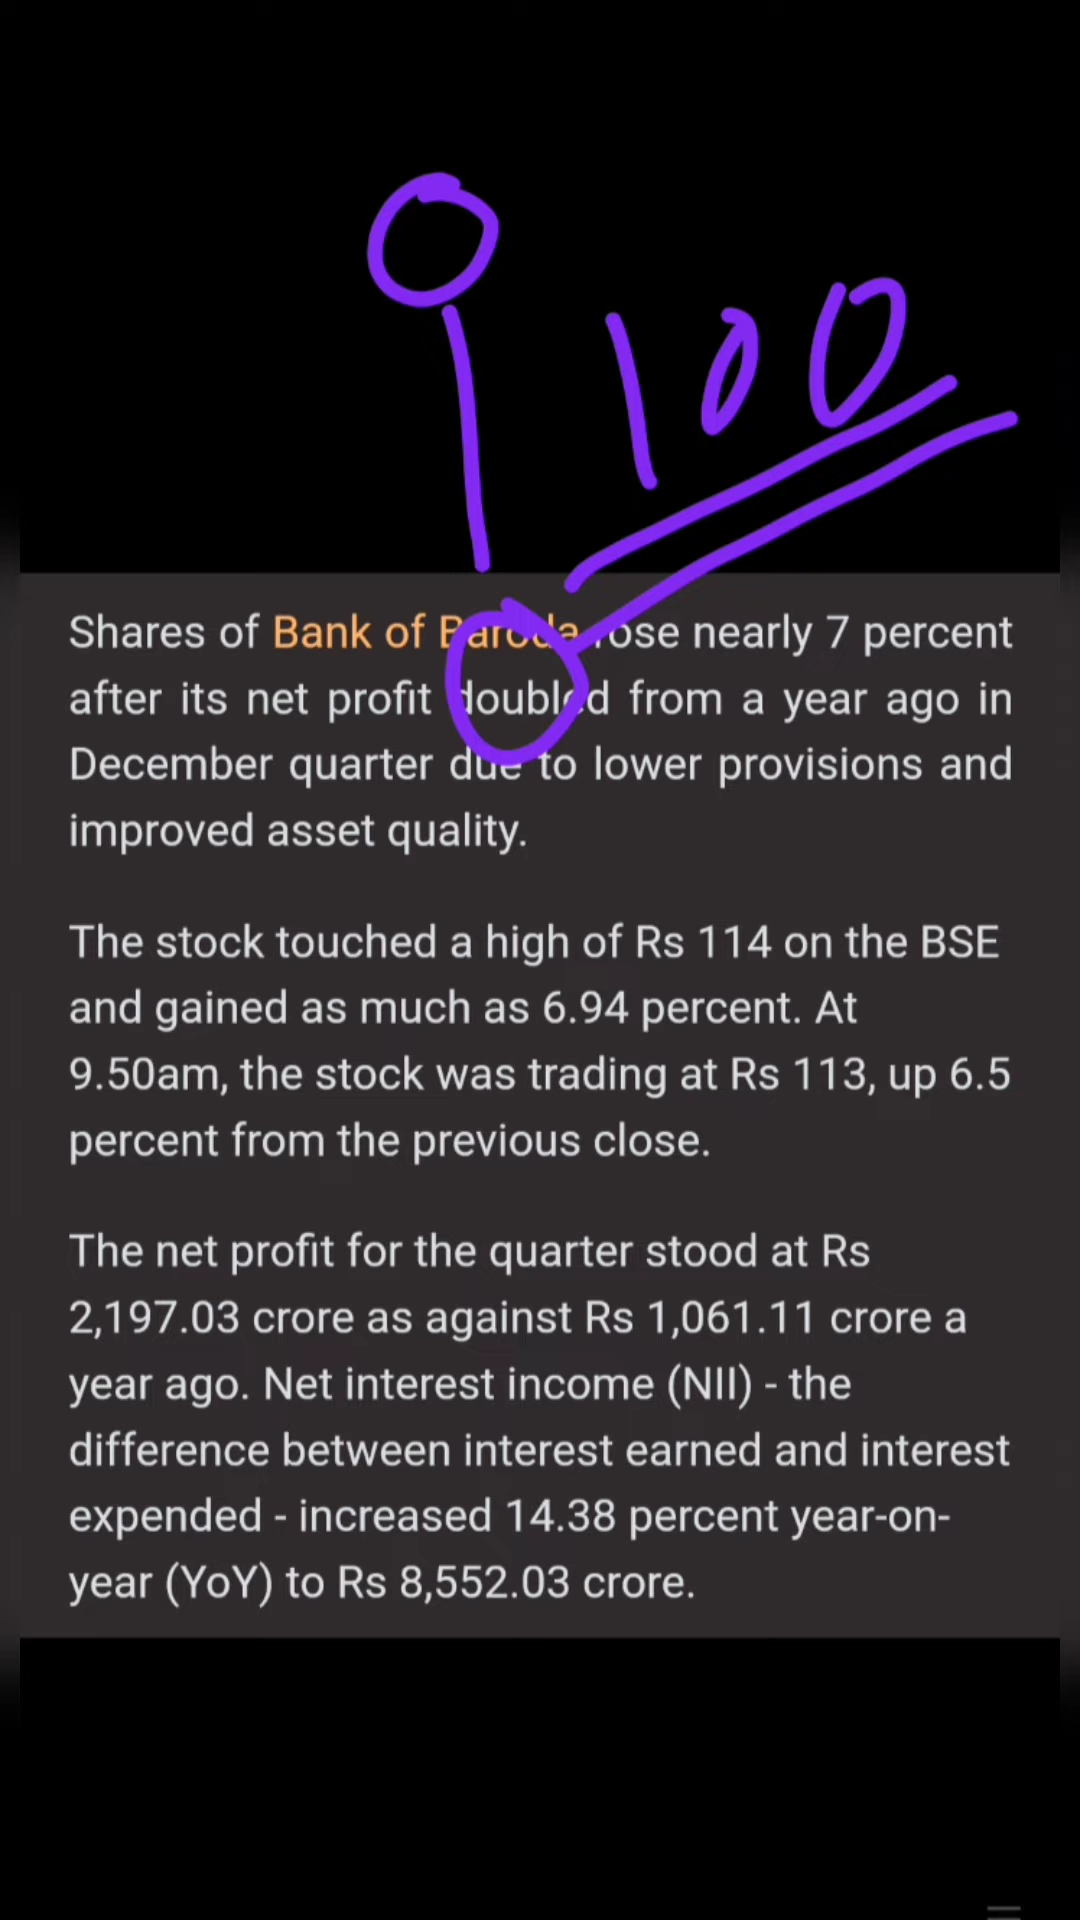 100
Shares of Bank of Baroda rose nearly 7 percent
after its net profit doubled from a year ago in
December quarter due to lower provisions and
improved asset quality.
The stock touched a high of Rs 114 on the BSE
and gained as much as 6.94 percent. At
9.50am, the stock was trading at Rs 113, up 6.5
percent from the previous close.
The net profit for the quarter stood at Rs
2,197.03 crore as against Rs 1,061.11 crore a
year ago. Net interest income (NII) - the
difference between interest earned and interest
expended - increased 14.38 percent year-on-
year (YoY) to Rs 8,552.03 crore.